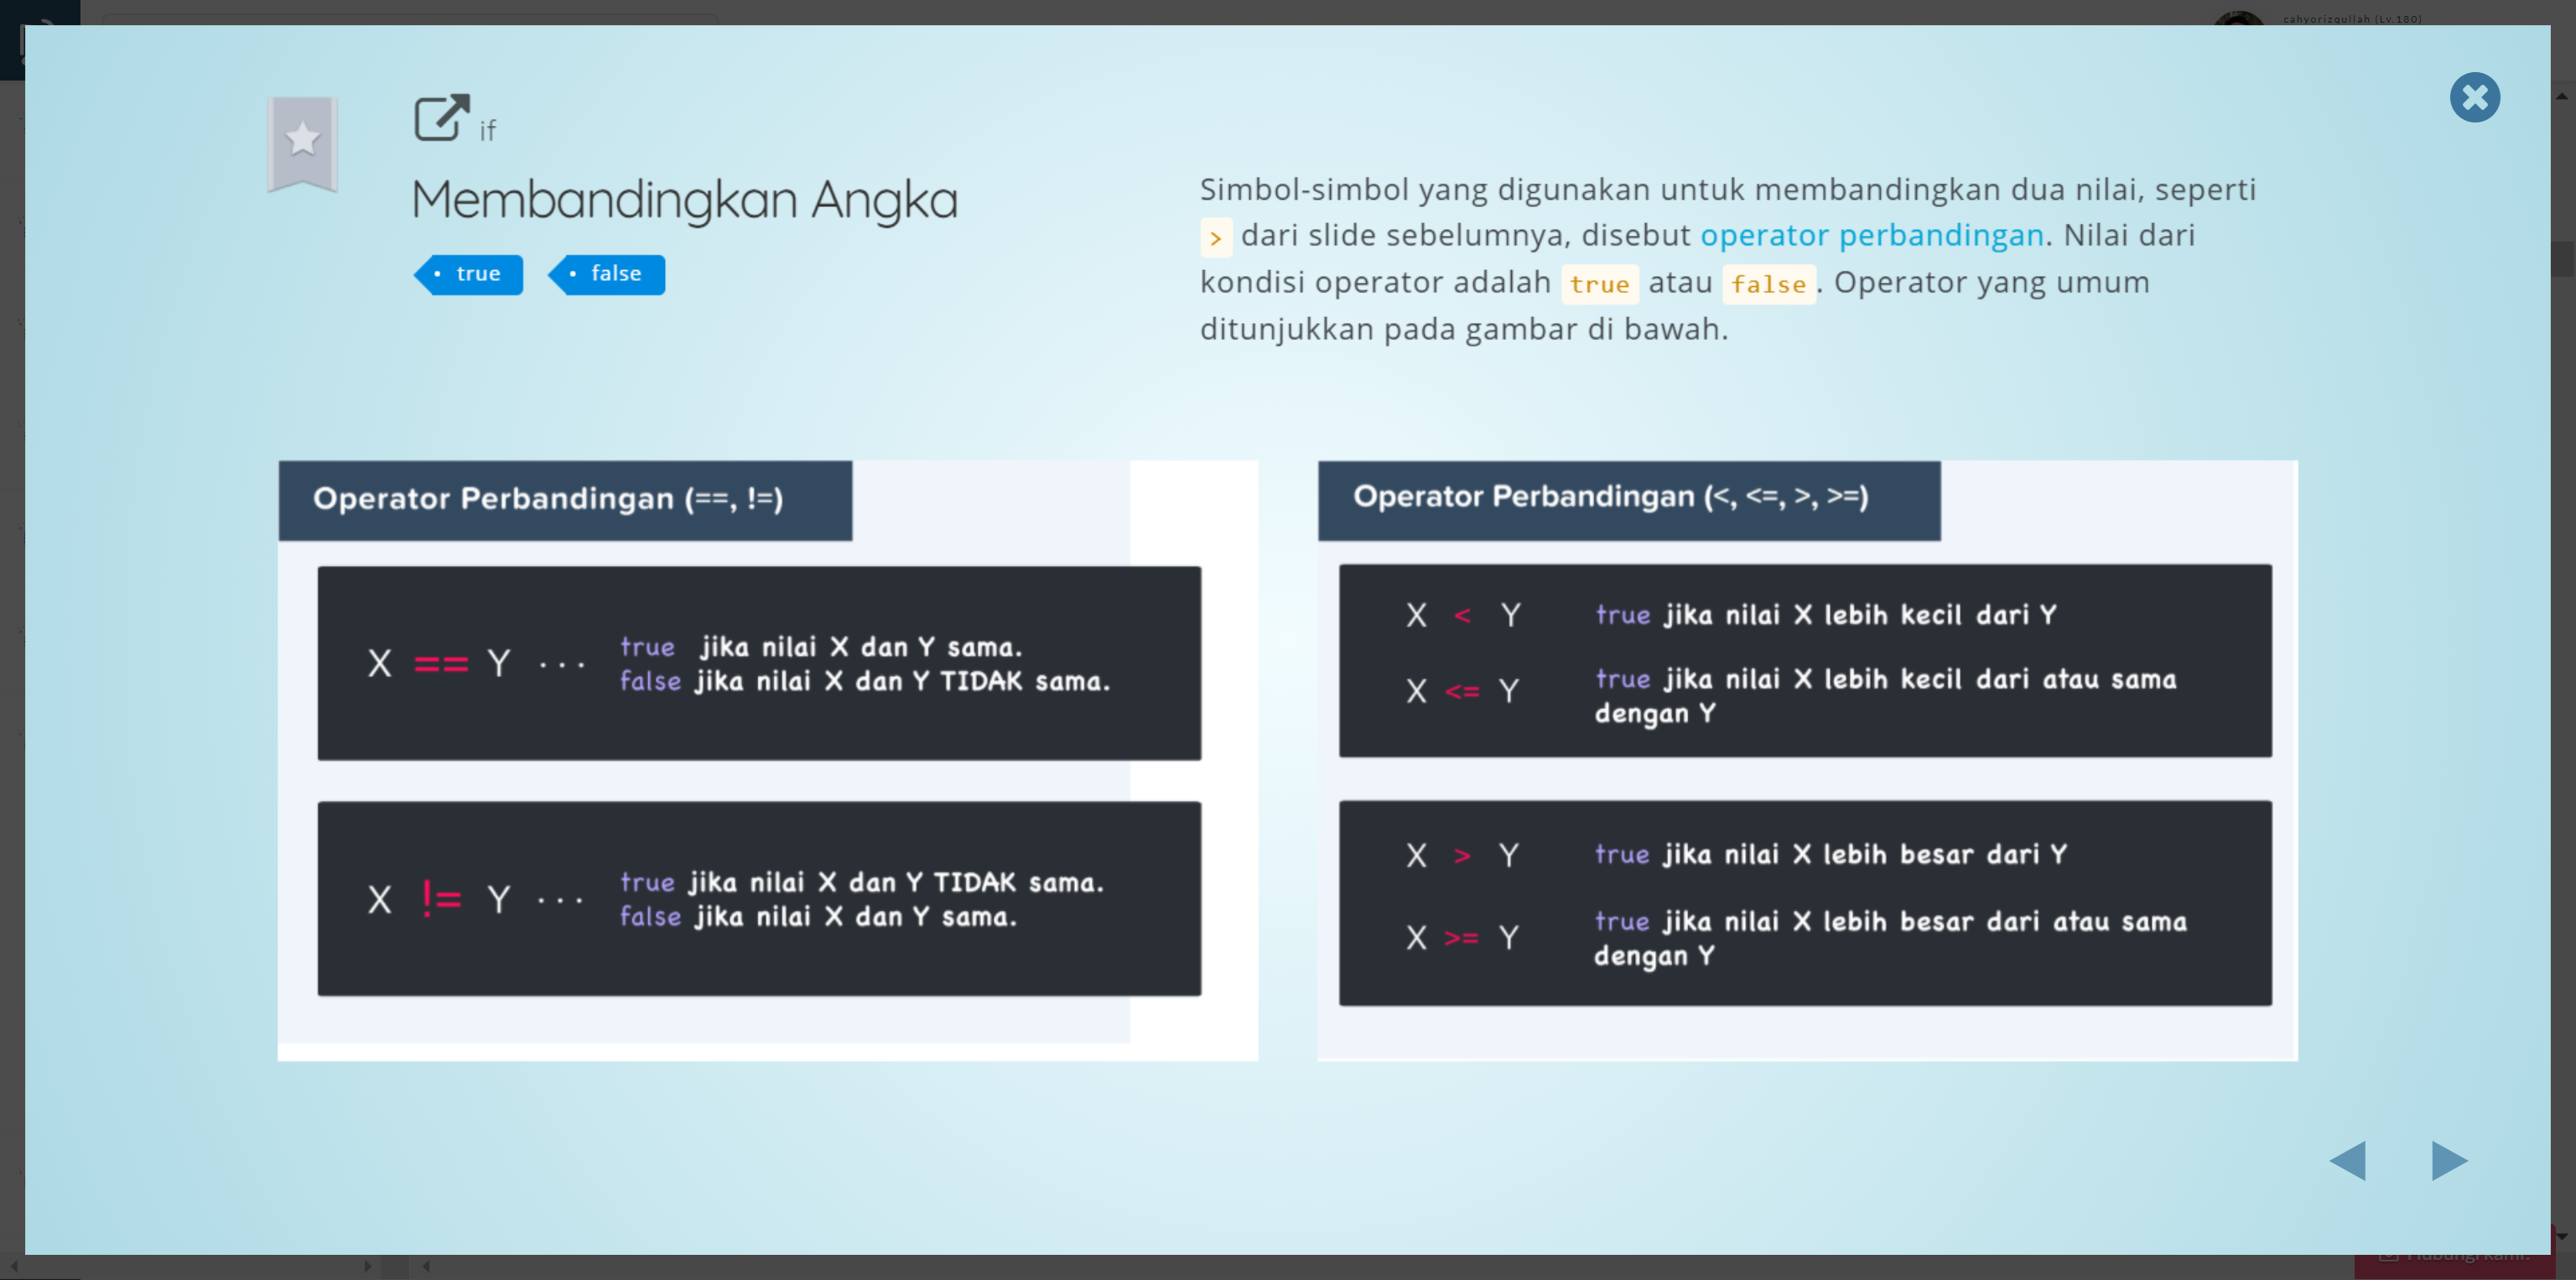 cahyorizqullah (Lv.180)
if
Membandingkan Angka
• true • false
Simbol-simbol yang digunakan untuk membandingkan dua nilai, seperti
> dari slide sebelumnya, disebut operator perbandingan. Nilai dari
kondisi operator adalah true atau false. Operator yang umum
ditunjukkan pada gambar di bawah.
Operator Perbandingan (==, !=)
X == Y ··· true jika nilai X dan Y sama.
false jika nilai X dan Y TIDAK sama.
X != Y ··· true jika nilai X dan Y TIDAK sama.
false jika nilai X dan Y sama.
Operator Perbandingan (<, <=, >, >=)
X < Y true jika nilai X lebih kecil dari Y
X <= Y true jika nilai X lebih kecil dari atau sama
dengan Y
X > Y true jika nilai X lebih besar dari Y
X >= Y true jika nilai X lebih besar dari atau sama
dengan Y